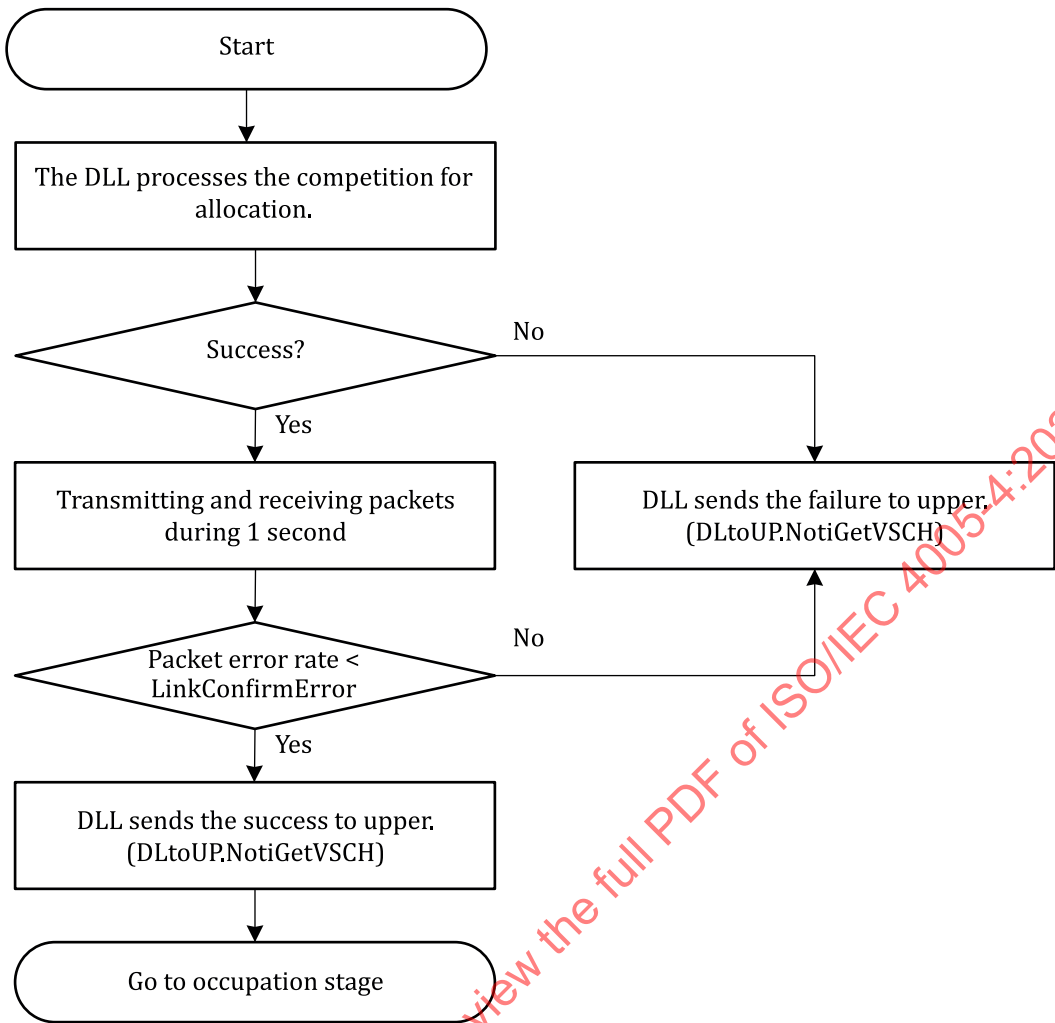 Start
The DLL processes the competition for
allocation.
Success?
No
Yes
Transmitting and receiving packets
during 1 second
DLL sends the failure to upper.
(DLtoUP.NotiGetVSCH)
Packet error rate <
LinkConfirmError
No
Yes
DLL sends the success to upper.
(DLtoUP.NotiGetVSCH)
Go to occupation stage
view the full PDF of ISO/IEC 4005-4:20